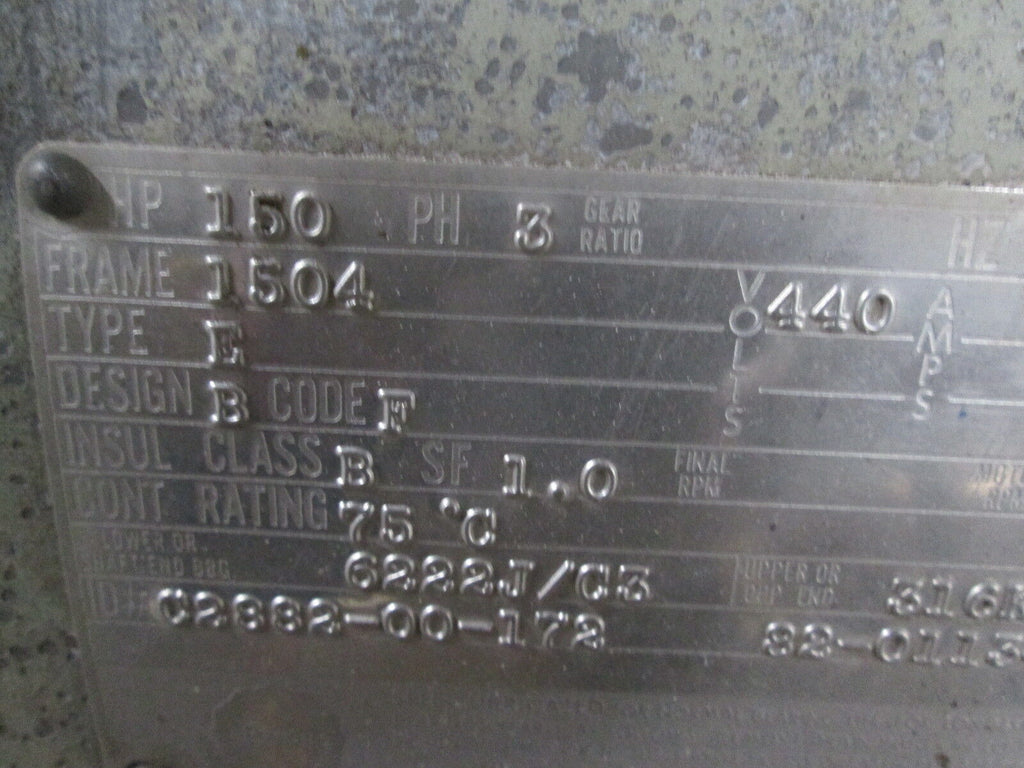 HP 150 PH 3 GEAR RATIO HZ
FRAME 1504 VOLTS 440 AMPS
TYPE E
DESIGN B CODE F
INSUL CLASS B SF 1.0 FINAL RPM
CONT RATING 75 °C
LOWER OR SHAFT END BRG. 6222J/C3 UPPER OR OPP END.
ID# C2882-00-172 82-0113